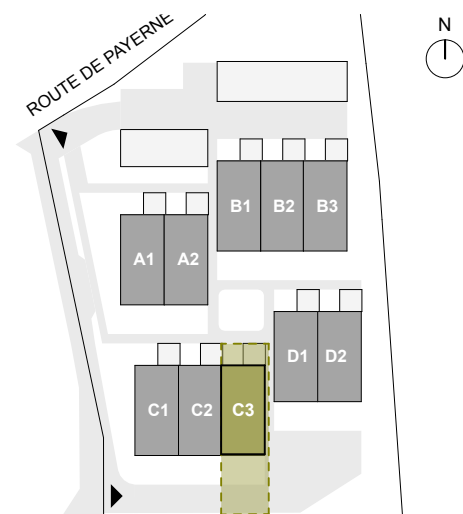 N
ROUTE DE PAYERNE
B1 B2 B3
A1 A2
D1 D2
C1 C2 C3